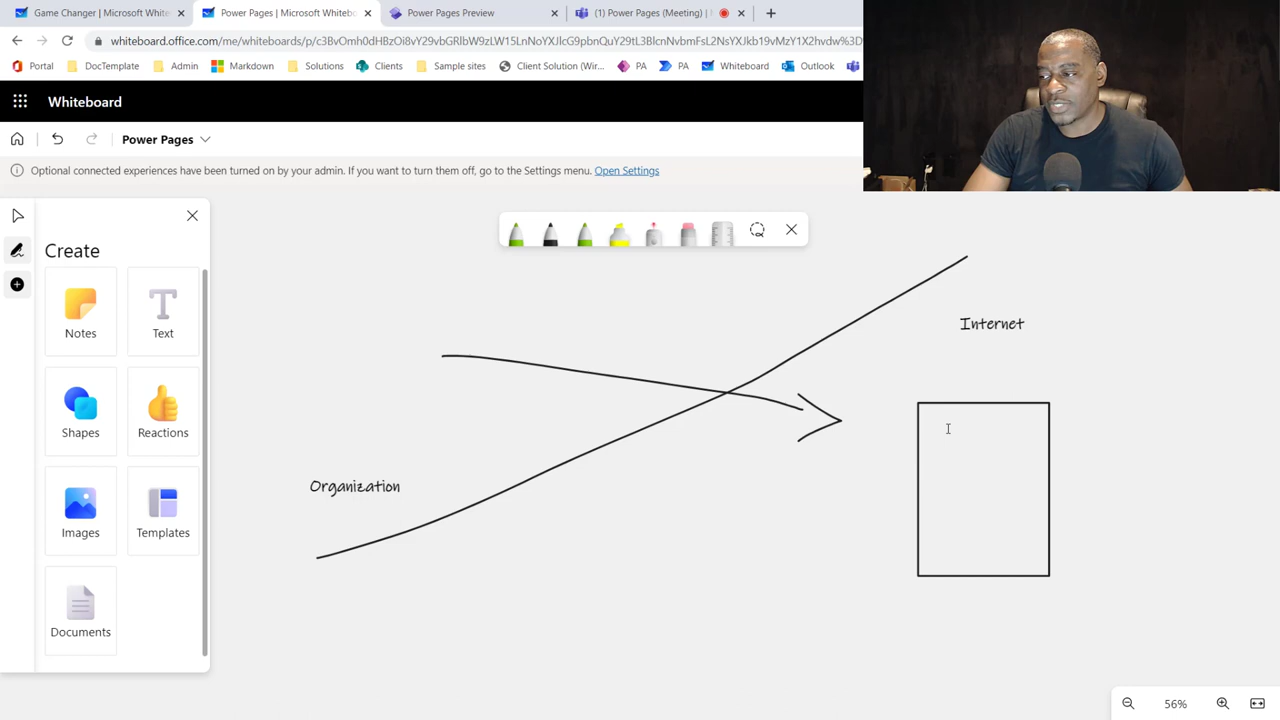 Game Changer | Microsoft White
Power Pages | Microsoft Whitebo
Power Pages Preview
(1) Power Pages (Meeting) |
whiteboard.office.com/me/whiteboards/p/
Portal
DocTemplate
Admin
Markdown
Solutions
Clients
Sample sites
Client Solution (Wir...
PA
PA
Whiteboard
Outlook
Whiteboard
Power Pages
Optional connected experiences have been turned on by your admin. If you want to turn them off, go to the Settings menu. Open Settings
Create
Notes
Text
Shapes
Reactions
Images
Templates
Documents
Internet
Organization
56%